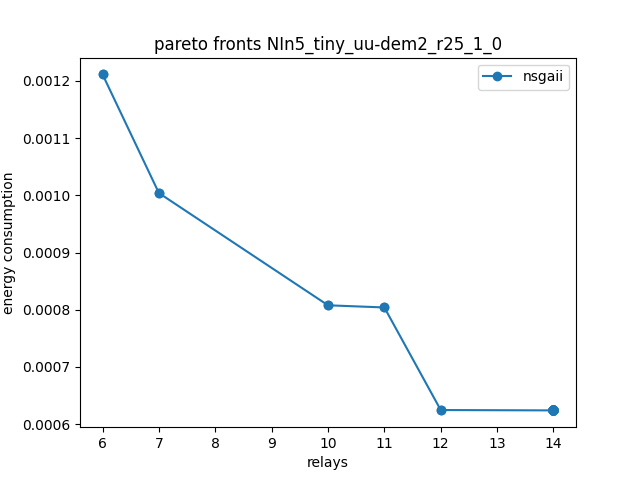 pareto fronts NIn5_tiny_uu-dem2_r25_1_0
nsgaii
energy consumption
0.0012
0.0011
0.0010
0.0009
0.0008
0.0007
0.0006
6 7 8 9 10 11 12 13 14
relays